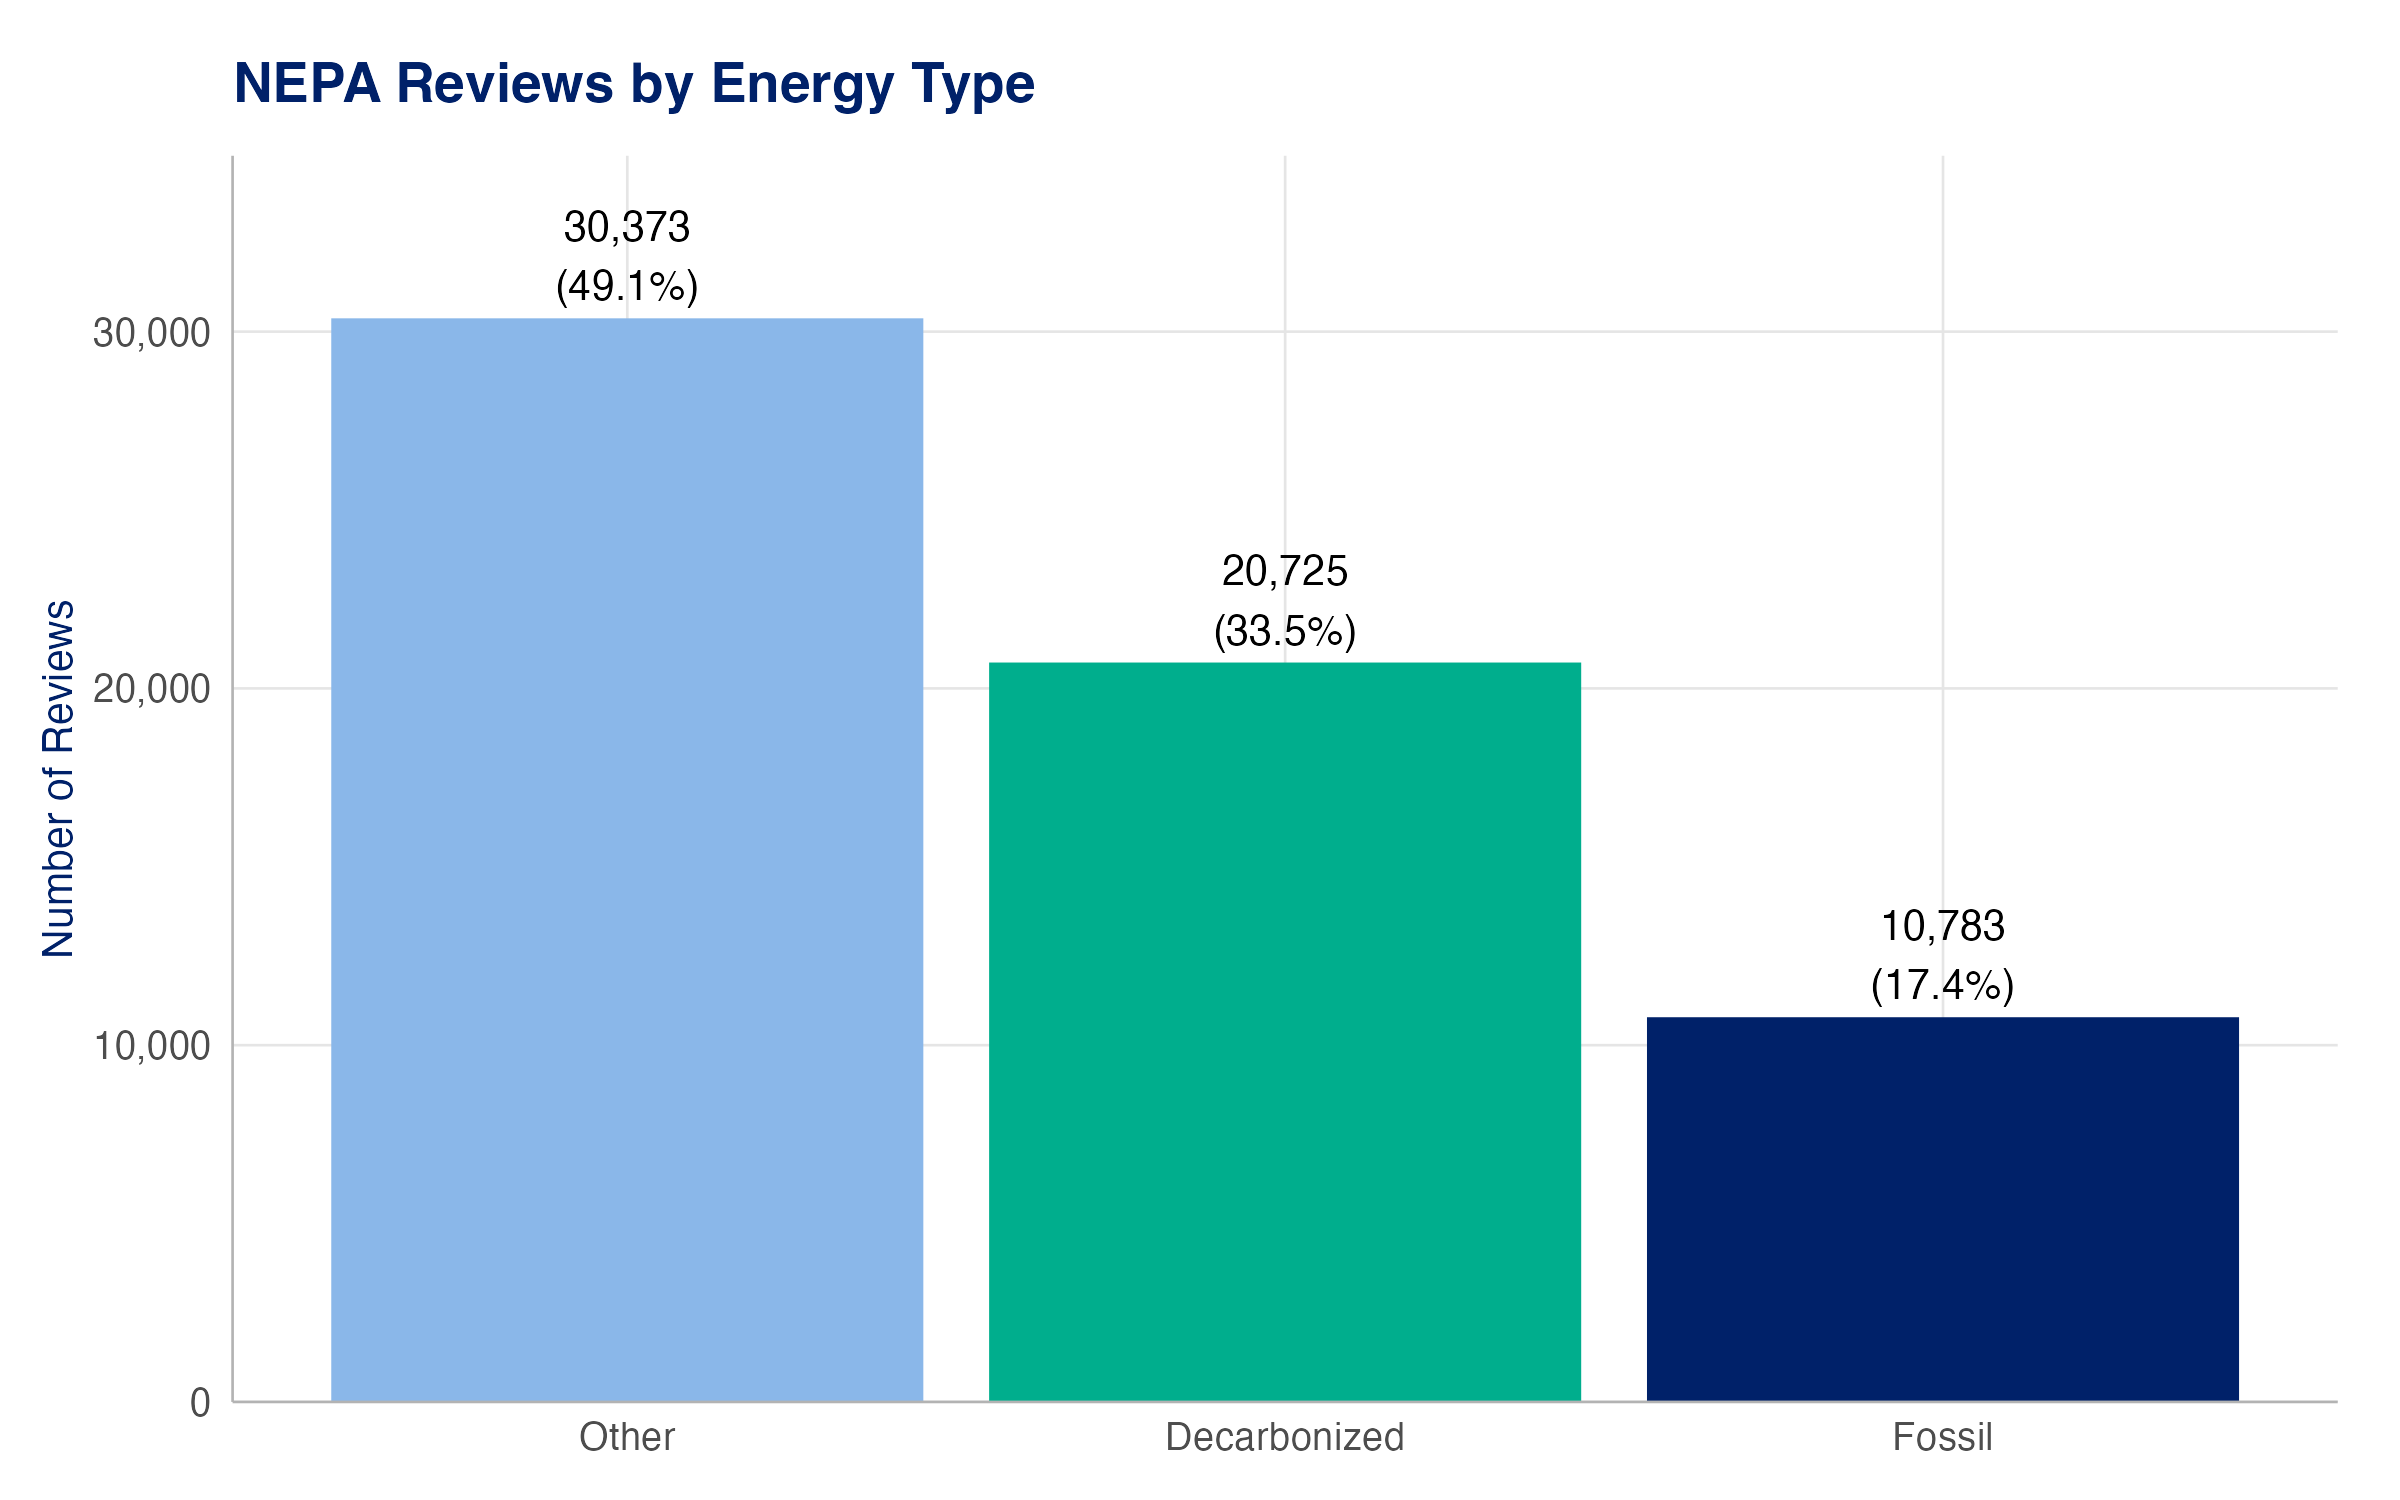 NEPA Reviews by Energy Type
Number of Reviews
30,000
20,000
10,000
0
30,373
(49.1%)
20,725
(33.5%)
10,783
(17.4%)
Other
Decarbonized
Fossil